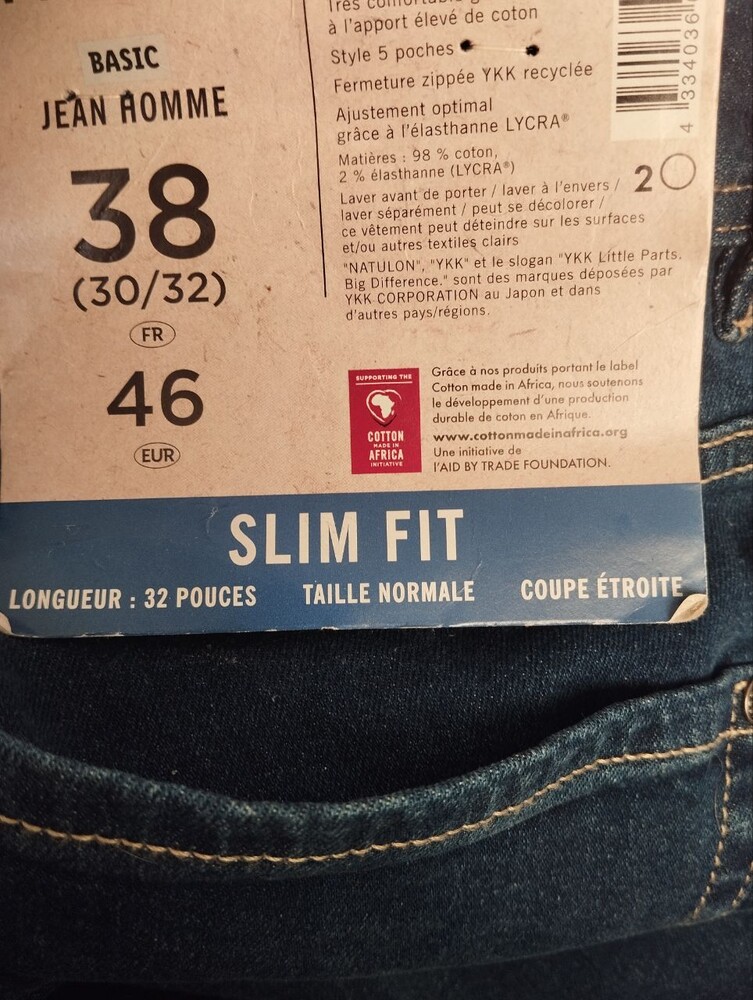 BASIC
JEAN HOMME
38
(30/32)
FR
46
EUR
à l'apport élevé de coton
Style 5 poches
Fermeture zippée YKK recyclée
Ajustement optimal
grâce à l'élasthanne LYCRA®
Matières : 98 % coton,
2 % élasthanne (LYCRA®)
Laver avant de porter / laver à l'envers /
laver séparément / peut se décolorer /
ce vêtement peut déteindre sur les surfaces
et/ou autres textiles clairs
"NATULON", "YKK" et le slogan "YKK Little Parts.
Big Difference." sont des marques déposées par
YKK CORPORATION au Japon et dans
d'autres pays/régions.
4 334036
2
SUPPORTING THE
COTTON
MADE IN
AFRICA
INITIATIVE
Grâce à nos produits portant le label
Cotton made in Africa, nous soutenons
le développement d'une production
durable de coton en Afrique.
www.cottonmadeinafrica.org
Une initiative de
l'AID BY TRADE FOUNDATION.
SLIM FIT
LONGUEUR : 32 POUCES TAILLE NORMALE COUPE ÉTROITE